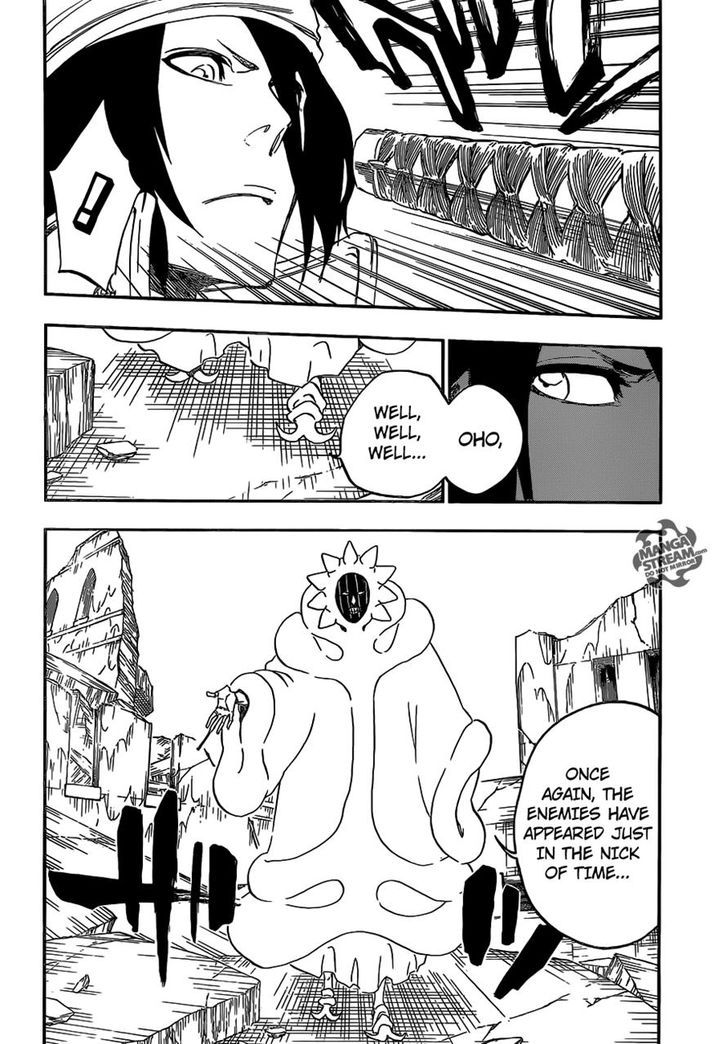 !
OHO,
WELL,
WELL,
WELL...
MANGA
STREAM.com
DO NOT MIRROR!
ONCE
AGAIN, THE
ENEMIES HAVE
APPEARED JUST
IN THE NICK
OF TIME...